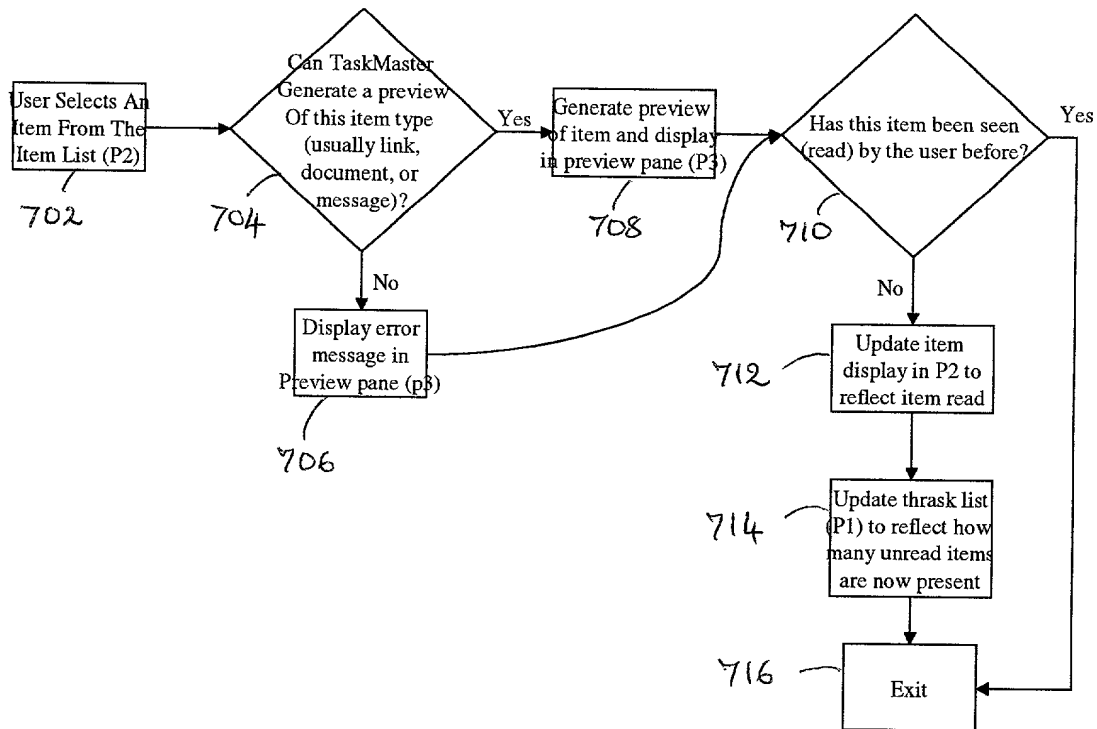 User Selects An
Item From The
Item List (P2)
702
Can TaskMaster
Generate a preview
Of this item type
(usually link,
document, or
message)?
704
Yes
No
Display error
message in
Preview pane (p3)
706
Generate preview
of item and display
in preview pane (P3)
708
Has this item been seen
(read) by the user before?
710
Yes
No
Update item
display in P2 to
reflect item read
712
Update thrask list
(P1) to reflect how
many unread items
are now present
714
Exit
716